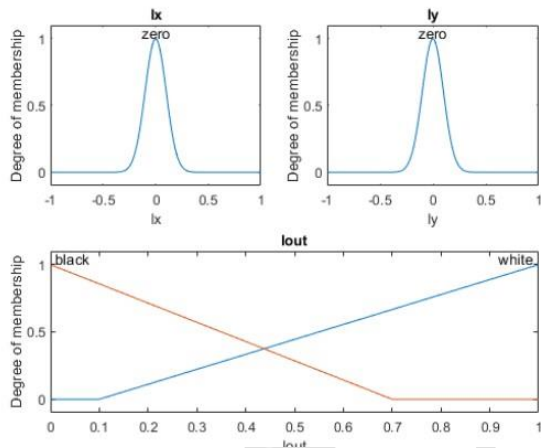 Ix
Iy
zero
zero
Degree of membership
Degree of membership
1
0.5
0
1
0.5
0
-1 -0.5 0 0.5 1
-1 -0.5 0 0.5 1
Ix
Iy
Iout
black
white
Degree of membership
1
0.5
0
0 0.1 0.2 0.3 0.4 0.5 0.6 0.7 0.8 0.9 1
Iout